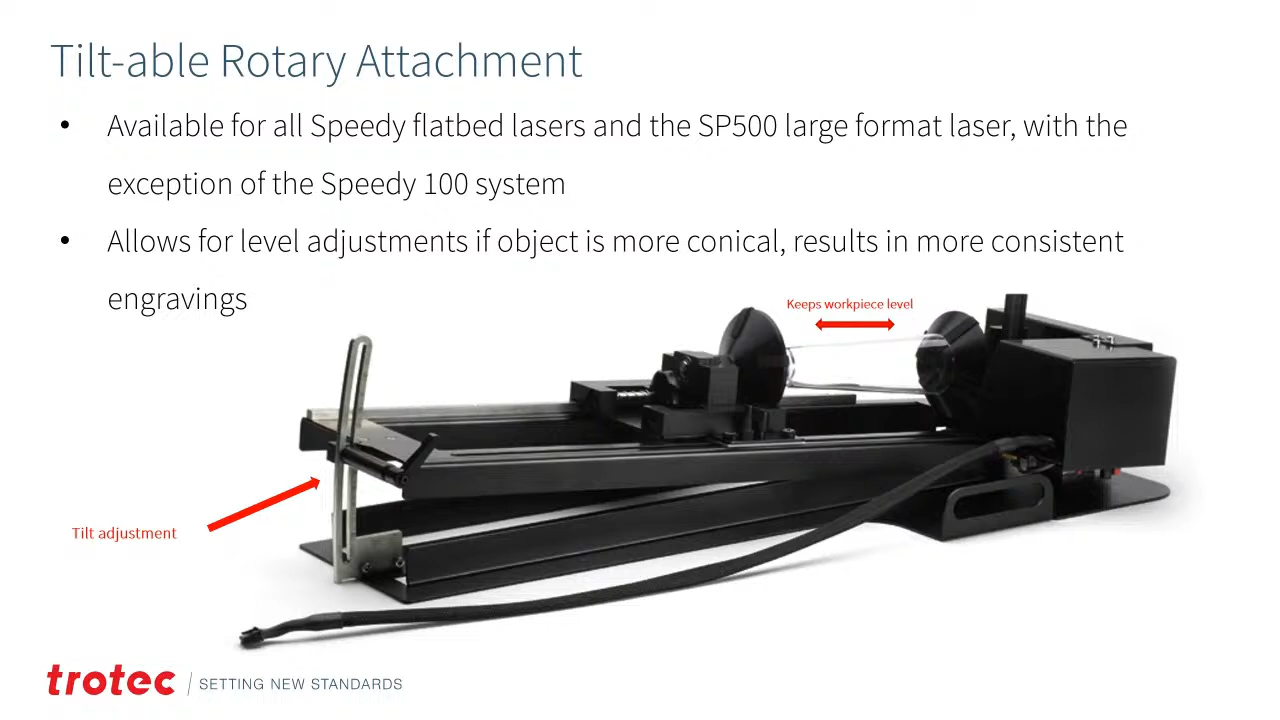 Tilt-able Rotary Attachment
• Available for all Speedy flatbed lasers and the SP500 large format laser, with the
exception of the Speedy 100 system
• Allows for level adjustments if object is more conical, results in more consistent
engravings
Keeps workpiece level
Tilt adjustment
trotec | SETTING NEW STANDARDS